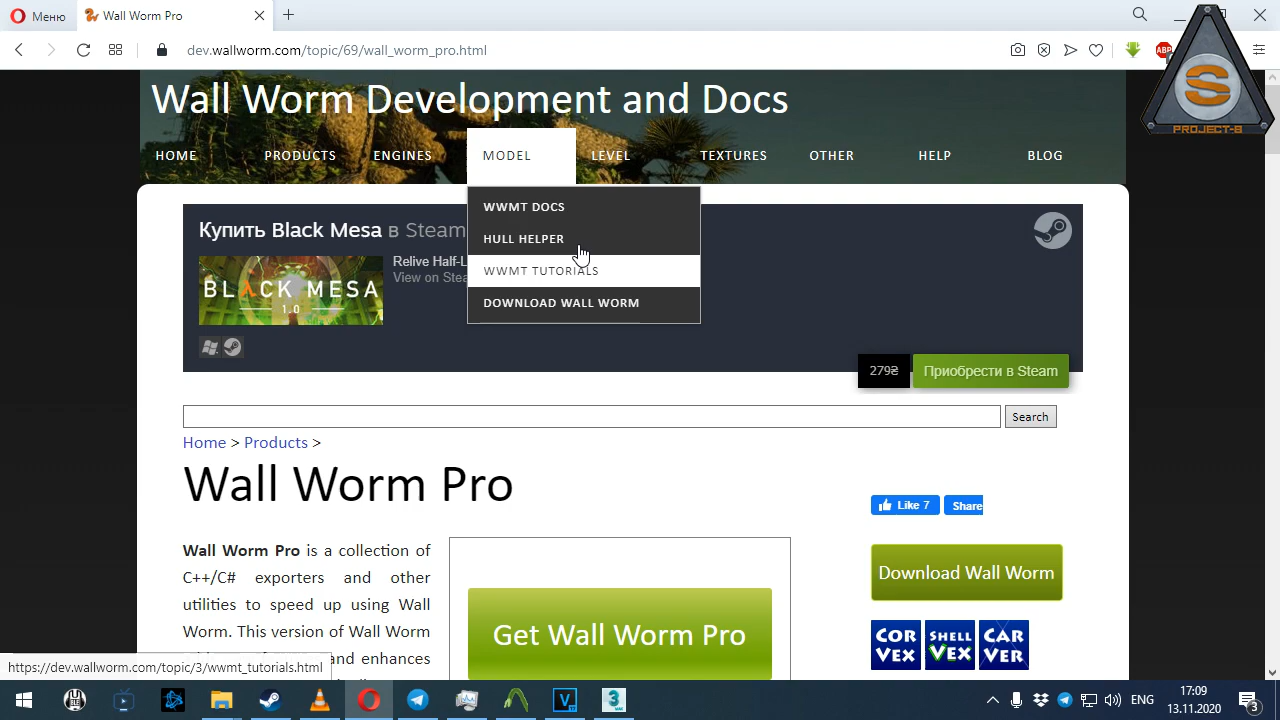 Меню
Wall Worm Pro
dev.wallworm.com/topic/69/wall_worm_pro.html
ABP
S
PROJECT-S
Wall Worm Development and Docs
HOME
PRODUCTS
ENGINES
MODEL
LEVEL
TEXTURES
OTHER
HELP
BLOG
WWMT DOCS
HULL HELPER
WWMT TUTORIALS
DOWNLOAD WALL WORM
Купить Black Mesa в Steam
BLACK MESA
1.0
Relive Half-L
View on Stea
279₴
Приобрести в Steam
Search
Home > Products >
Wall Worm Pro
Like 7
Share
Wall Worm Pro is a collection of
C++/C# exporters and other
utilities to speed up using Wall
Worm. This version of Wall Worm
and enhances
Get Wall Worm Pro
Download Wall Worm
COR
VEX
SHELL
VEX
CAR
VER
https://dev.wallworm.com/topic/3/wwmt_tutorials.html
ENG
17:09
13.11.2020
3